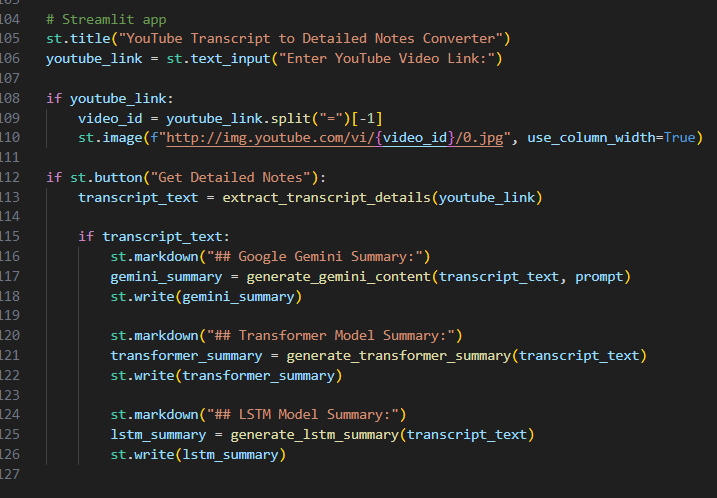 104 # Streamlit app
105 st.title("YouTube Transcript to Detailed Notes Converter")
106 youtube_link = st.text_input("Enter YouTube Video Link:")
107
108 if youtube_link:
109     video_id = youtube_link.split("=")[-1]
110     st.image(f"http://img.youtube.com/vi/{video_id}/0.jpg", use_column_width=True)
111
112 if st.button("Get Detailed Notes"):
113     transcript_text = extract_transcript_details(youtube_link)
114
115     if transcript_text:
116         st.markdown("## Google Gemini Summary:")
117         gemini_summary = generate_gemini_content(transcript_text, prompt)
118         st.write(gemini_summary)
119
120         st.markdown("## Transformer Model Summary:")
121         transformer_summary = generate_transformer_summary(transcript_text)
122         st.write(transformer_summary)
123
124         st.markdown("## LSTM Model Summary:")
125         lstm_summary = generate_lstm_summary(transcript_text)
126         st.write(lstm_summary)
127